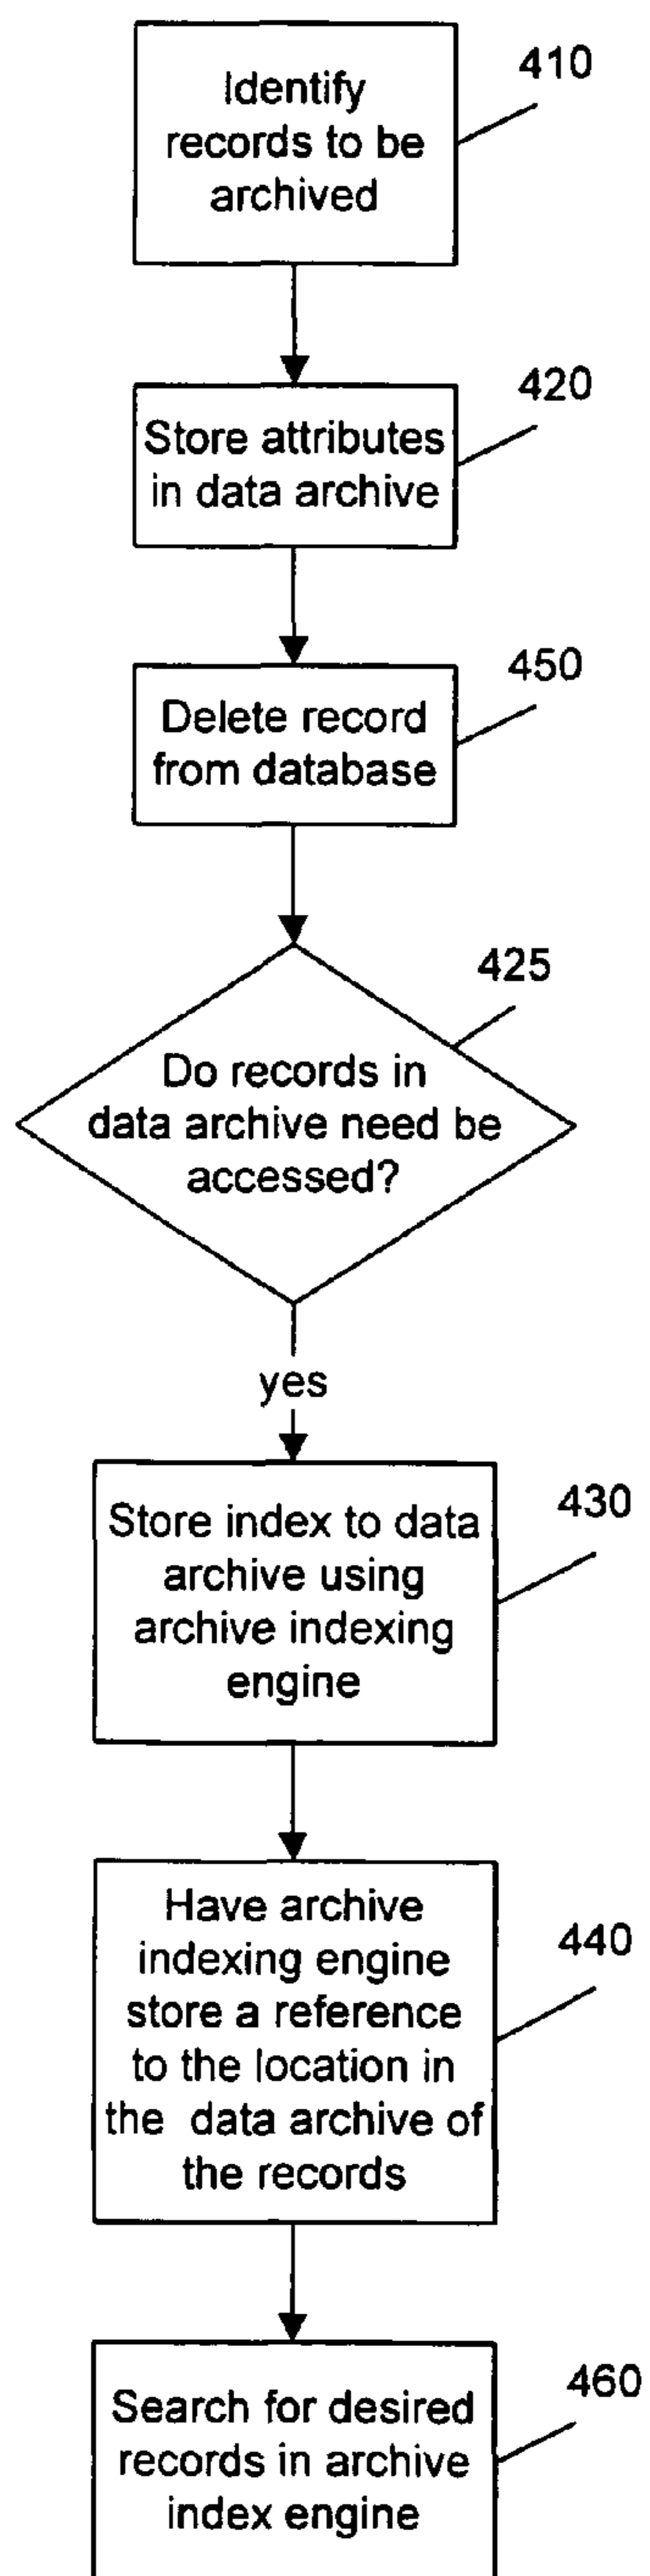 Identify
records to be
archived
410
Store attributes
in data archive
420
Delete record
from database
450
Do records in
data archive need be
accessed?
425
yes
Store index to data
archive using
archive indexing
engine
430
Have archive
indexing engine
store a reference
to the location in
the data archive of
the records
440
Search for desired
records in archive
index engine
460